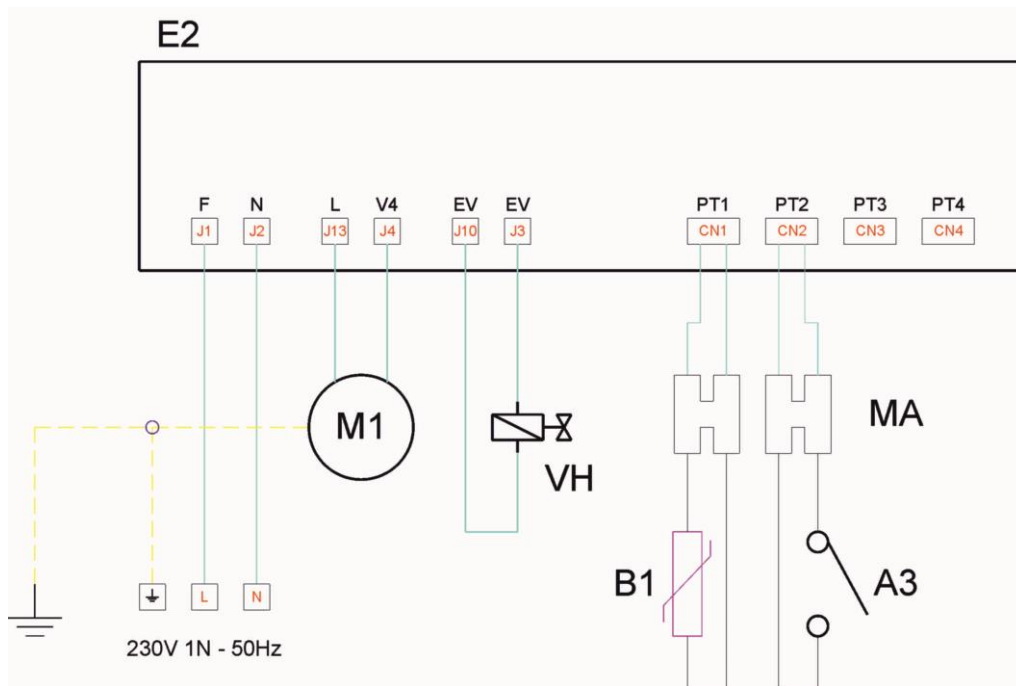 E2
F N L V4 EV EV PT1 PT2 PT3 PT4
J1 J2 J13 J4 J10 J3 CN1 CN2 CN3 CN4
M1
MA
VH
B1
A3
L N
230V 1N - 50Hz